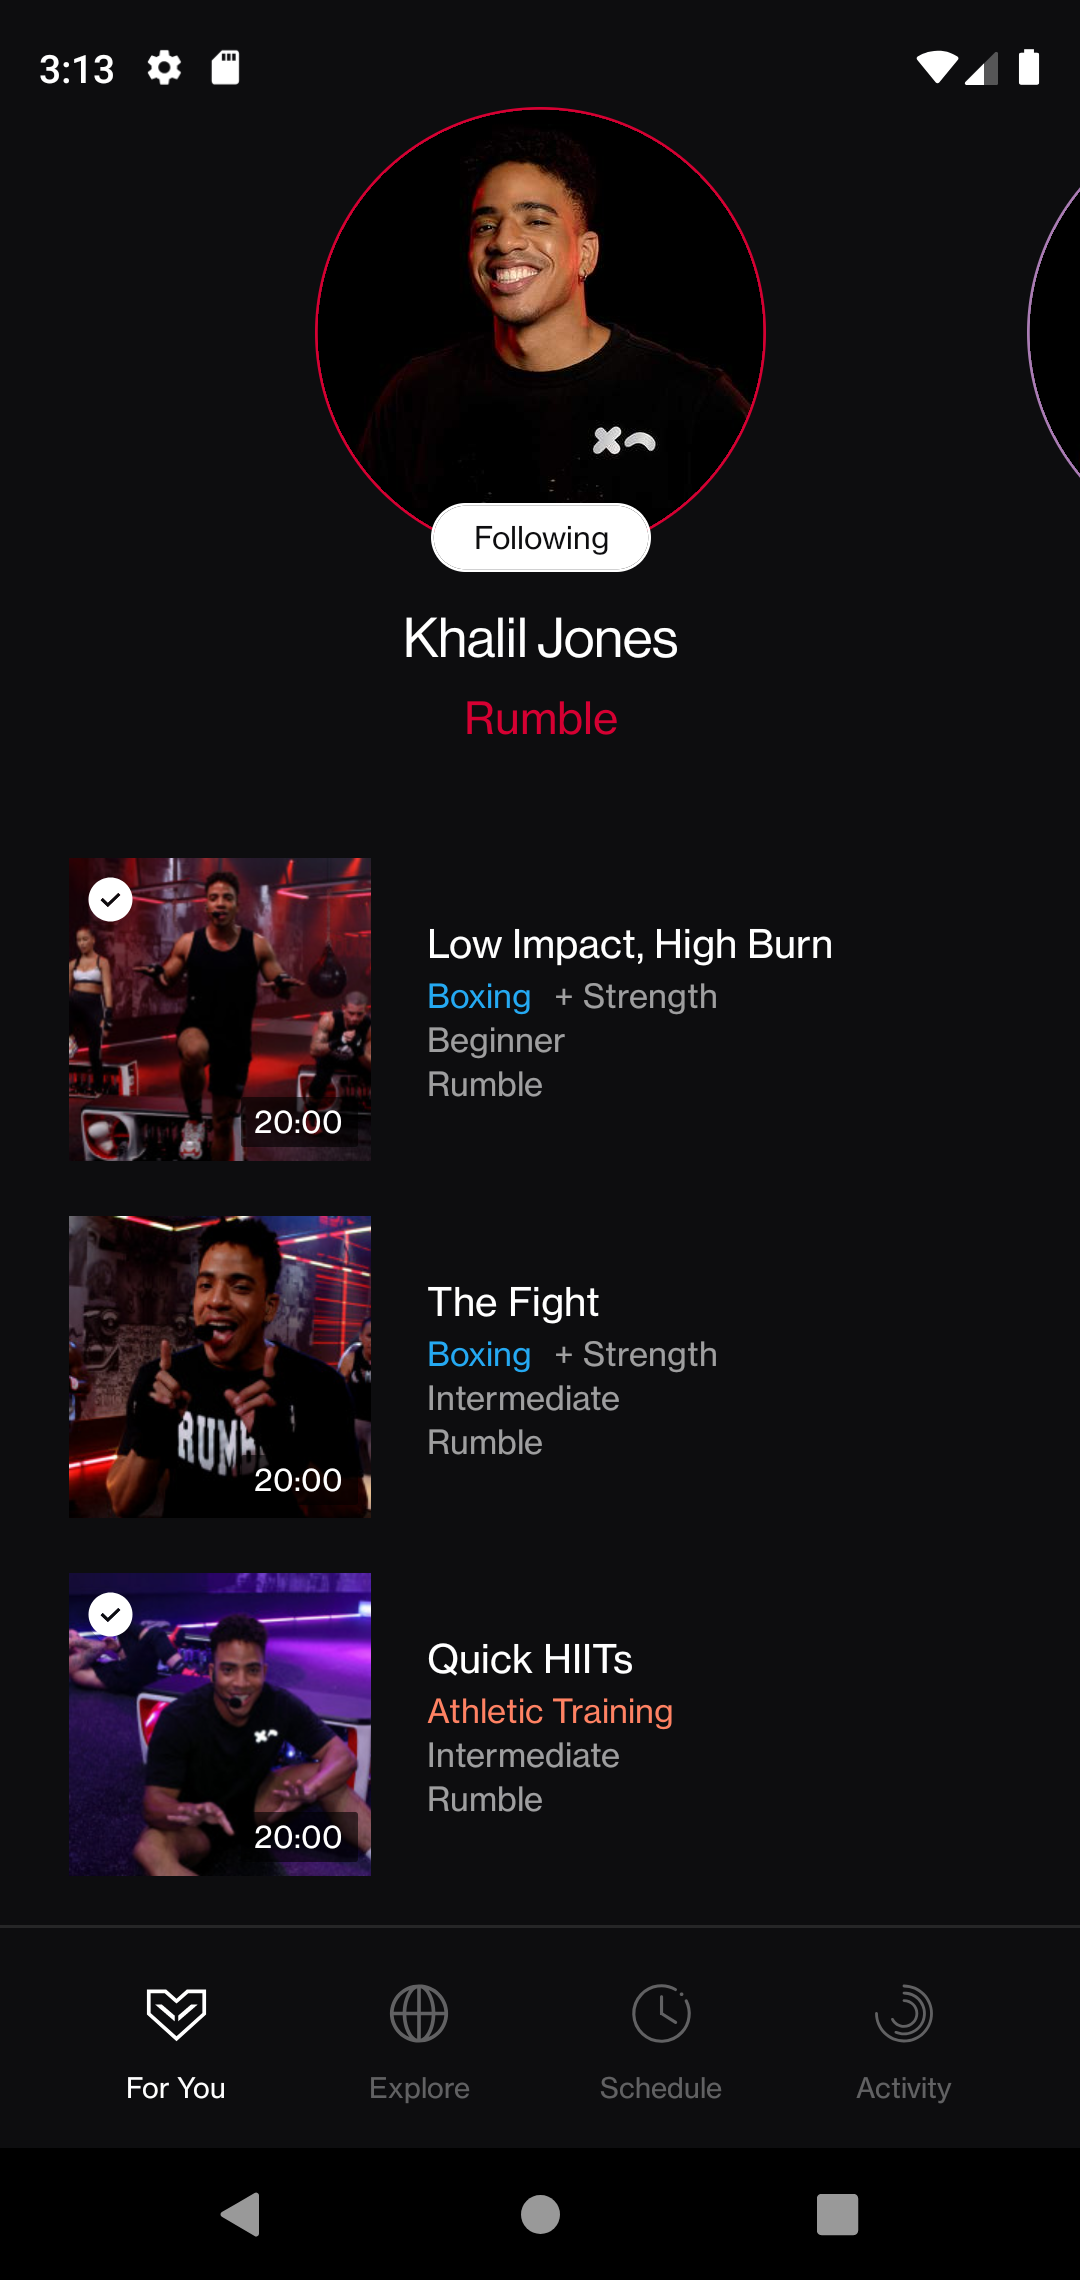 3:13
Following
Khalil Jones
Rumble
20:00
Low Impact, High Burn
Boxing + Strength
Beginner
Rumble
RUMB
20:00
The Fight
Boxing + Strength
Intermediate
Rumble
20:00
Quick HIITs
Athletic Training
Intermediate
Rumble
For You
Explore
Schedule
Activity